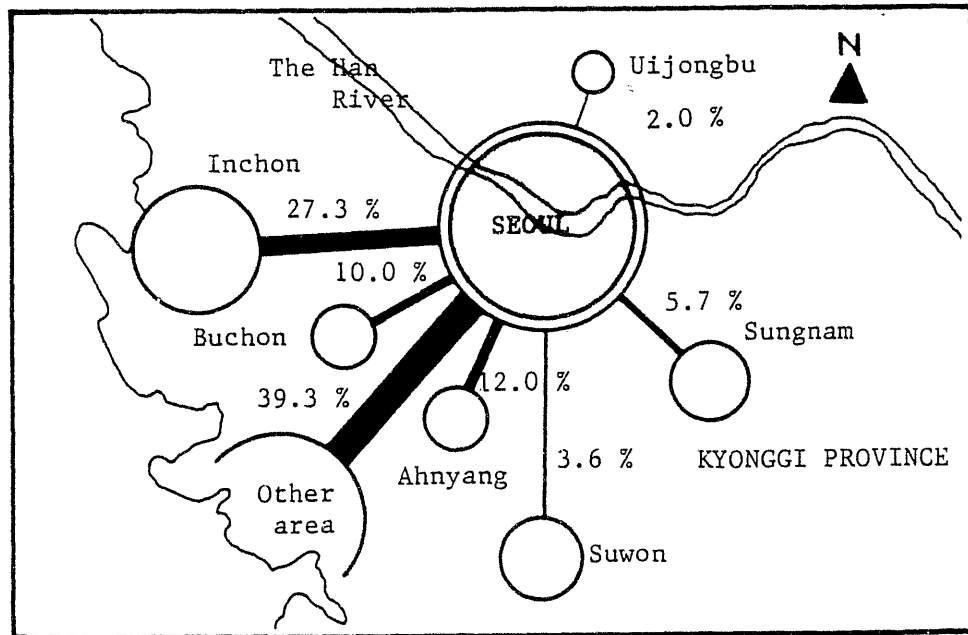 N
The Han
River
Uijongbu
2.0 %
Inchon
27.3 %
SEOUL
10.0 %
5.7 %
Sungnam
Buchon
39.3 %
12.0 %
3.6 %
KYONGGI PROVINCE
Ahnyang
Other
area
Suwon